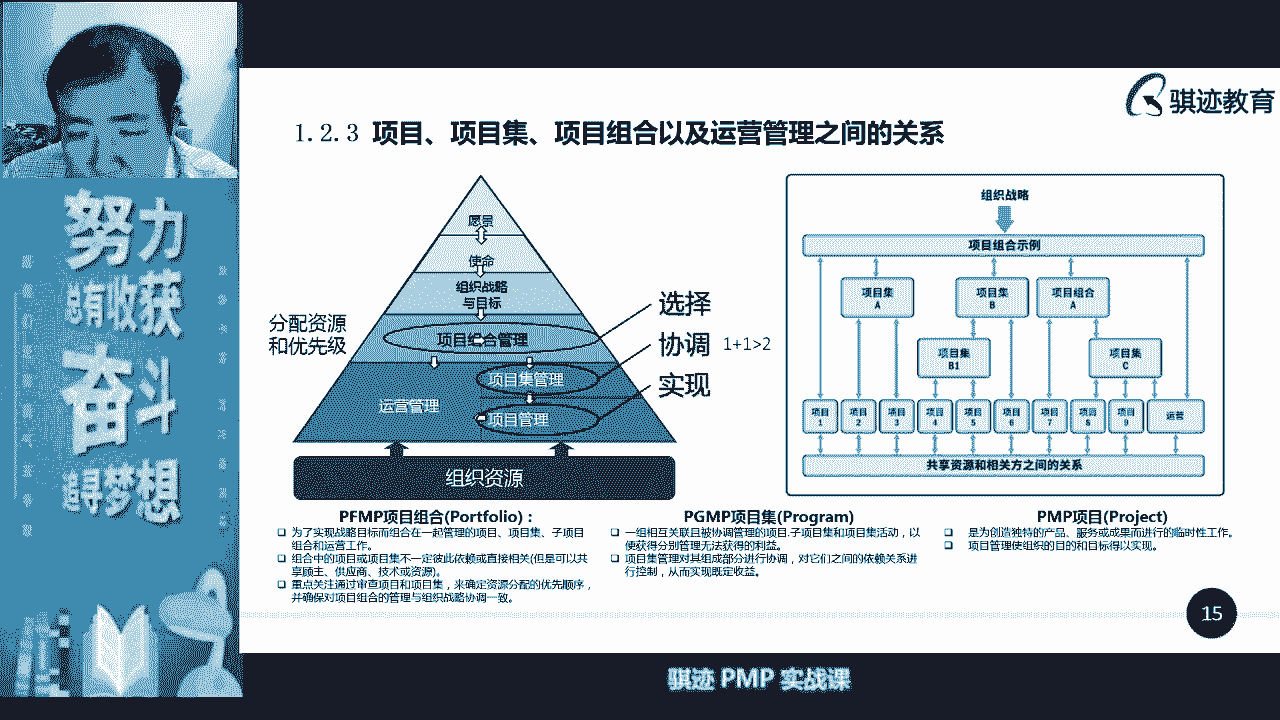 骐迹教育
1.2.3 项目、项目集、项目组合以及运营管理之间的关系
努力
总有收获
奋斗
追寻梦想
愿景
使命
组织战略
与目标
项目综合管理
项目集管理
运营管理
项目管理
组织资源
分配资源
和优先级
选择
协调 1+1>2
实现
组织战略
项目组合示例
项目集
A
项目集
B
项目组合
A
项目集
B1
项目集
C
项目
1
项目
2
项目
3
项目
4
项目
5
项目
6
项目
7
项目
8
项目
9
运营
共享资源和相关方之间的关系
PFMP项目组合(Portfolio)：
为了实现战略目标而组合在一起管理的项目、项目集、子项目
组合和运营工作。
组合中的项目或项目集不一定彼此依赖或直接相关(但是可以共
享顾主、供应商、技术或资源)。
重点关注通过审查项目和项目集，来确定资源分配的优先顺序，
并确保对项目组合的管理与组织战略协调一致。
PGMP项目集(Program)
一组相互关联且被协调管理的项目.子项目集和项目集活动，以
便获得分别管理无法获得的利益。
项目集管理对其组成部分进行协调，对它们之间的依赖关系进
行控制，从而实现既定收益。
PMP项目(Project)
是为创造独特的产品、服务或成果而进行的临时性工作。
项目管理使组织的目的和目标得以实现。
15
骐迹 PMP 实战课